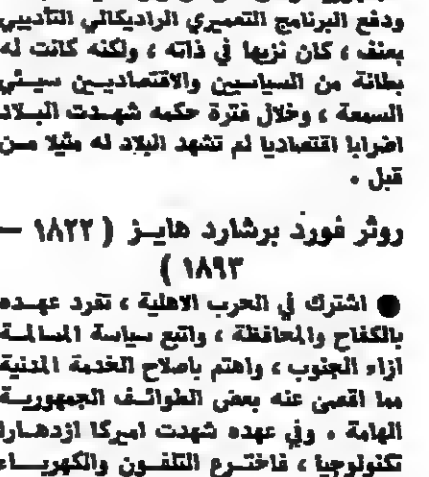 ودفع البرنامج التعميري الراديكالي التأديبي
بعنف ، كان نزيها في ذاته ، ولكنه كانت له
بطانة من السياسيين والاقتصاديين سيئي
السمعة ، وخلال فترة حكمه شهدت البلاد
اضرابا اقتصاديا لم تشهد البلاد له مثيلا من
قبل .
روثر فورد برشارد هايز ( ١٨٢٢ –
١٨٩٣ )
● اشترك في الحرب الاهلية ، تفرد عهده
بالكفاح والمحافظة ، واتبع سياسة المسالمة
ازاء الجنوب ، واهتم باصلاح الخدمة المدنية
مما اقصى عنه بعض الطوائف الجمهورية
الهامة . وفي عهده شهدت اميركا ازدهارا
تكنولوجيا ، فاخترع التلفون والكهرباء